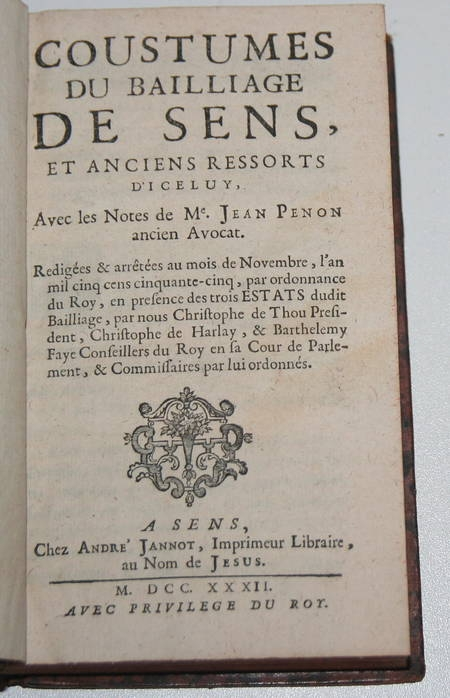 COUSTUMES
DU BAILLIAGE
DE SENS,
ET ANCIENS RESSORTS
D'ICELUY,
Avec les Notes de Me. JEAN PENON
ancien Avocat.
Redigées & arrêtées au mois de Novembre, l'an
mil cinq cens cinquante-cinq, par ordonnance
du Roy, en presence des trois ESTATS dudit
Bailliage, par nous Christofle de Thou Presi-
dent, Christofle de Harlay, & Barthelemy
Faye Conseillers du Roy en sa Cour de Parle-
ment, & Commissaires par lui ordonnés.
A SENS,
Chez ANDRE' JANNOT, Imprimeur Libraire,
au Nom de JESUS.
M. DCC. XXXII.
AVEC PRIVILEGE DU ROY.